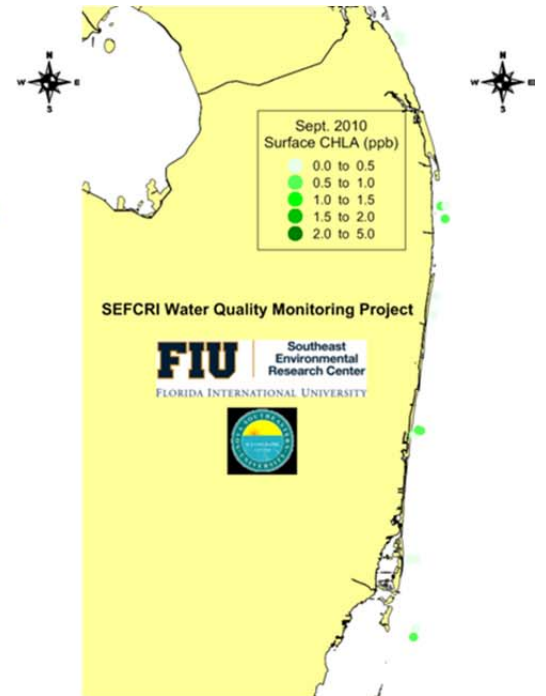 N
W E
S
N
W E
S
Sept. 2010
Surface CHLA (ppb)
0.0 to 0.5
0.5 to 1.0
1.0 to 1.5
1.5 to 2.0
2.0 to 5.0
SEFCRI Water Quality Monitoring Project
FIU
Southeast
Environmental
Research Center
FLORIDA INTERNATIONAL UNIVERSITY